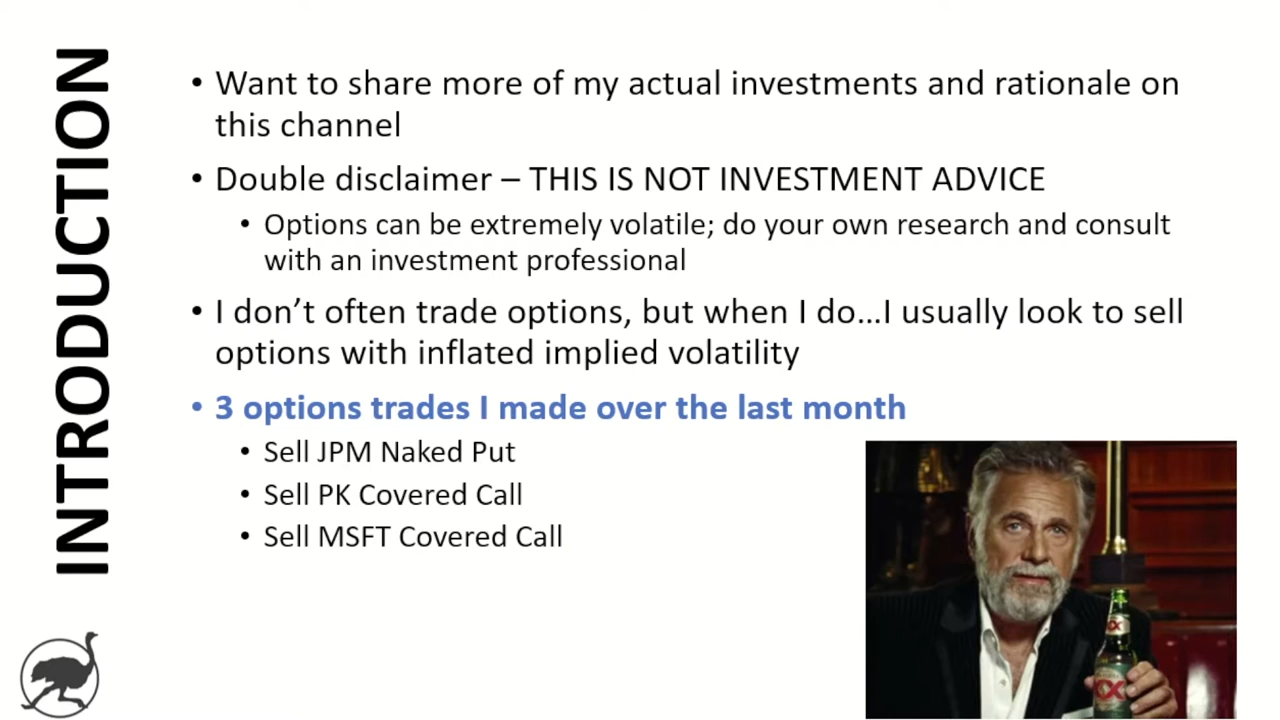 INTRODUCTION
• Want to share more of my actual investments and rationale on
this channel
• Double disclaimer – THIS IS NOT INVESTMENT ADVICE
• Options can be extremely volatile; do your own research and consult
with an investment professional
• I don’t often trade options, but when I do…I usually look to sell
options with inflated implied volatility
• 3 options trades I made over the last month
• Sell JPM Naked Put
• Sell PK Covered Call
• Sell MSFT Covered Call
XX
XX